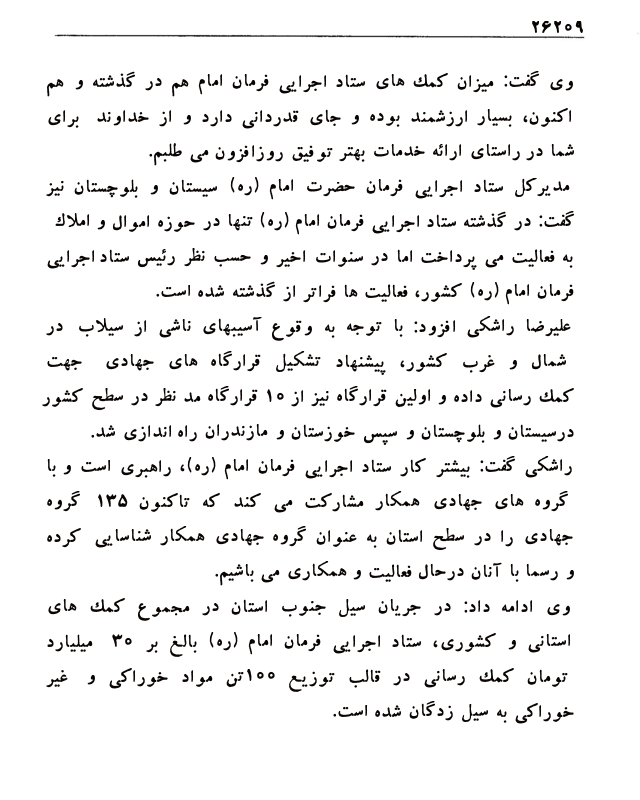 ۲۶۲۰۹
وی گفت: میزان کمك های ستاد اجرایی فرمان امام هم در گذشته و هم
اکنون، بسیار ارزشمند بوده و جای قدردانی دارد و از خداوند برای
شما در راستای ارائه خدمات بهتر توفیق روزافزون می طلبم.
مدیرکل ستاد اجرایی فرمان حضرت امام (ره) سیستان و بلوچستان نیز
گفت: در گذشته ستاد اجرایی فرمان امام (ره) تنها در حوزه اموال و املاك
به فعالیت می پرداخت اما در سنوات اخیر و حسب نظر رئیس ستاد اجرایی
فرمان امام (ره) کشور، فعالیت ها فراتر از گذشته شده است.
علیرضا راشکی افزود: با توجه به وقوع آسیبهای ناشی از سیلاب در
شمال و غرب کشور، پیشنهاد تشکیل قرارگاه های جهادی جهت
کمك رسانی داده و اولین قرارگاه نیز از ۱۰ قرارگاه مد نظر در سطح کشور
درسیستان و بلوچستان و سپس خوزستان و مازندران راه اندازی شد.
راشکی گفت: بیشتر کار ستاد اجرایی فرمان امام (ره)، راهبری است و با
گروه های جهادی همکار مشارکت می کند که تاکنون ۱۳۵ گروه
جهادی را در سطح استان به عنوان گروه جهادی همکار شناسایی کرده
و رسما با آنان درحال فعالیت و همکاری می باشیم.
وی ادامه داد: در جریان سیل جنوب استان در مجموع کمك های
استانی و کشوری، ستاد اجرایی فرمان امام (ره) بالغ بر ۳۰ میلیارد
تومان کمك رسانی در قالب توزیع ۱۰۰تن مواد خوراکی و غیر
خوراکی به سیل زدگان شده است.